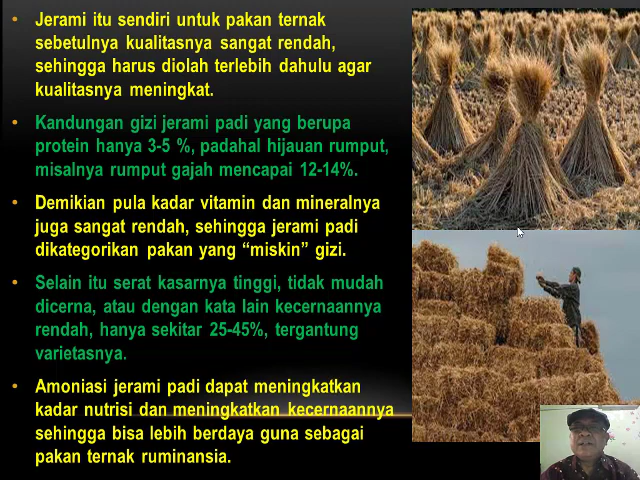 Jerami itu sendiri untuk pakan ternak
sebetulnya kualitasnya sangat rendah,
sehingga harus diolah terlebih dahulu agar
kualitasnya meningkat.
Kandungan gizi jerami padi yang berupa
protein hanya 3-5 %, padahal hijauan rumput,
misalnya rumput gajah mencapai 12-14%.
Demikian pula kadar vitamin dan mineralnya
juga sangat rendah, sehingga jerami padi
dikategorikan pakan yang “miskin” gizi.
Selain itu serat kasarnya tinggi, tidak mudah
dicerna, atau dengan kata lain kecernaannya
rendah, hanya sekitar 25-45%, tergantung
varietasnya.
Amoniasi jerami padi dapat meningkatkan
kadar nutrisi dan meningkatkan kecernaannya
sehingga bisa lebih berdaya guna sebagai
pakan ternak ruminansia.